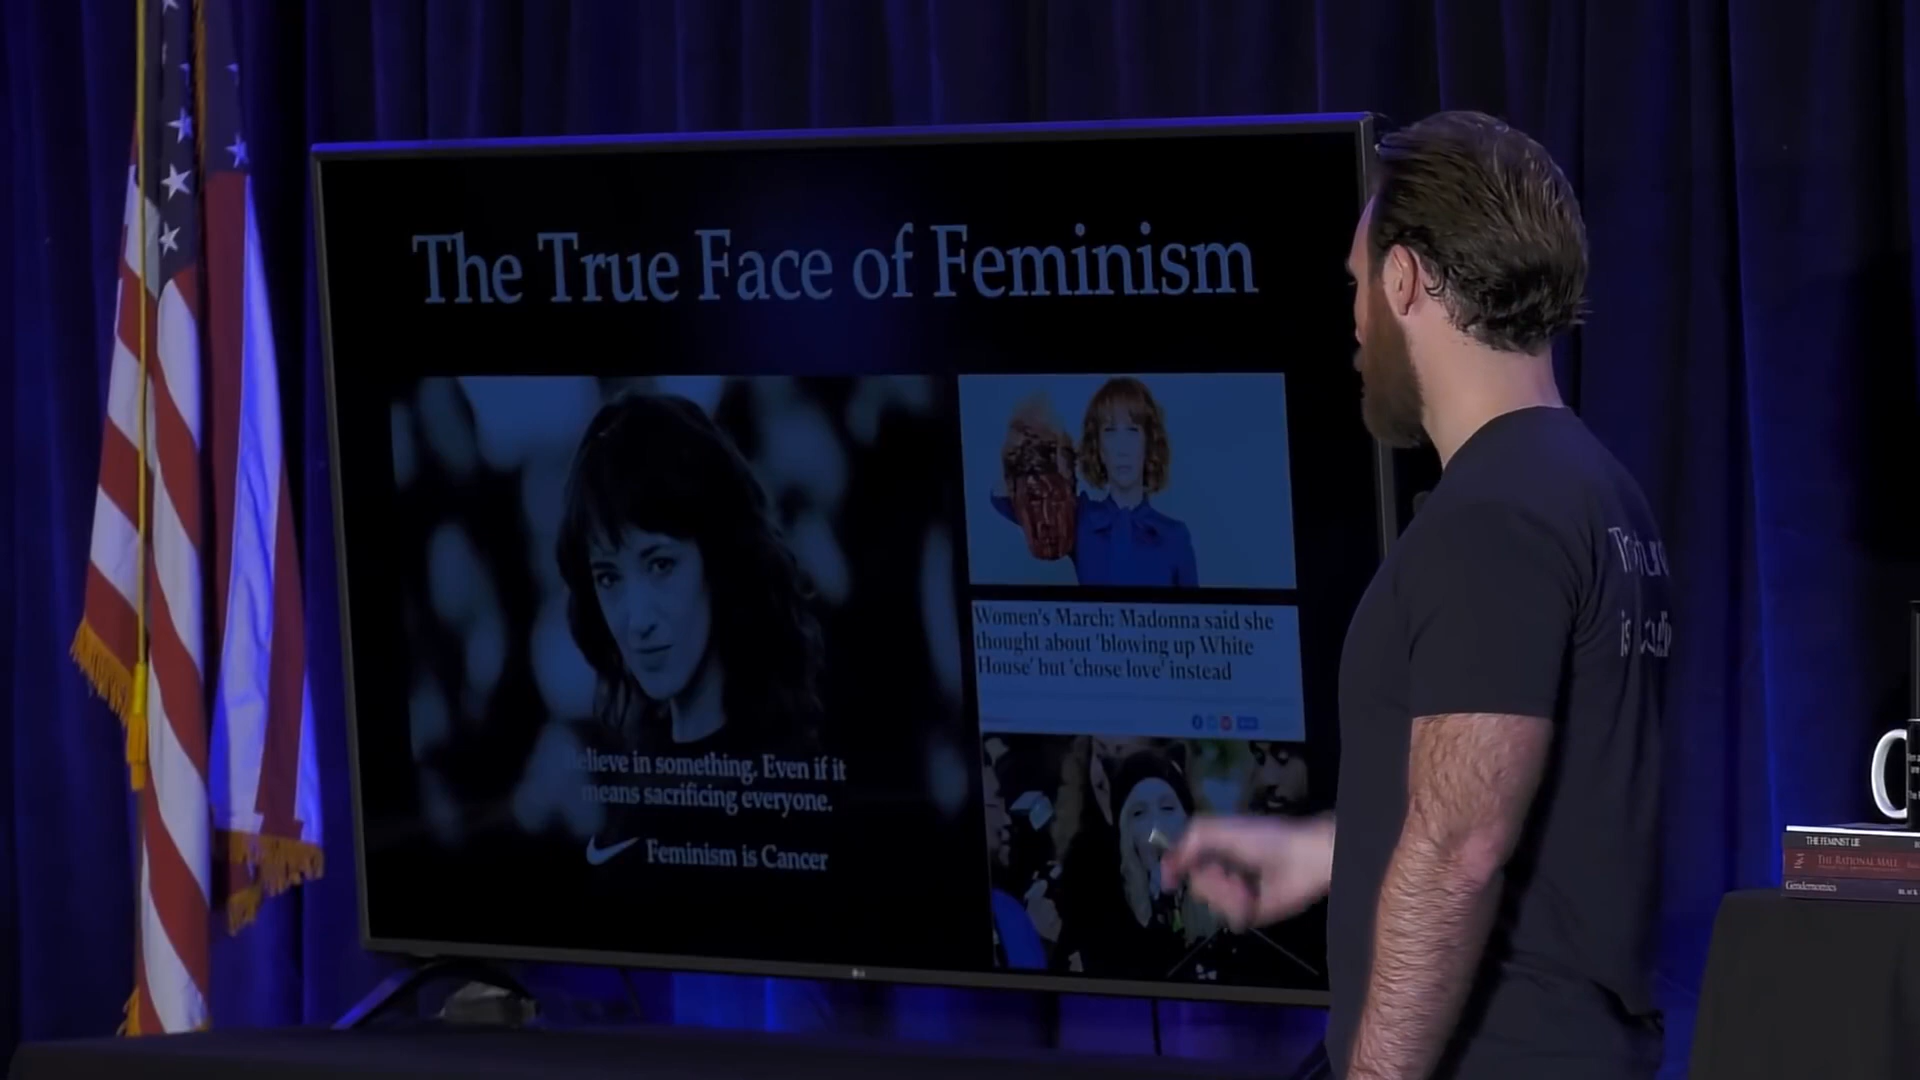 The True Face of Feminism
Believe in something. Even if it
means sacrificing everyone.
Feminism is Cancer
Women's March: Madonna said she
thought about 'blowing up White
House' but 'chose love' instead
THE FEMINIST LIE
THE RATIONAL MALE
Gendernomics